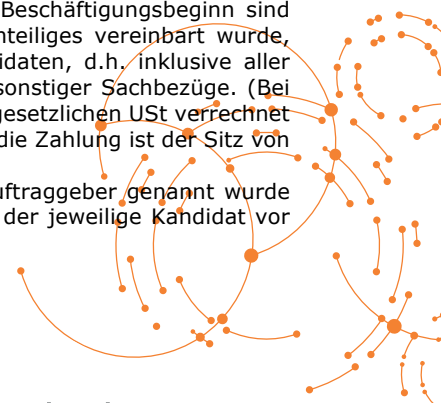 Beschäftigungsbeginn sind
nteiliges vereinbart wurde,
didaten, d.h. inklusive aller
sonstiger Sachbezüge. (Bei
gesetzlichen USt verrechnet
die Zahlung ist der Sitz von
uftraggeber genannt wurde
der jeweilige Kandidat vor